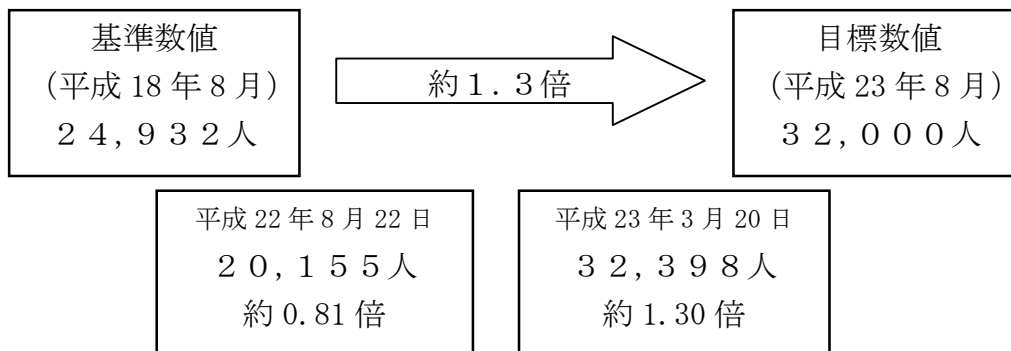 基準数値
(平成 18 年 8 月)
２４,９３２人
約１．３倍
目標数値
(平成 23 年 8 月)
３２,０００人
平成 22 年 8 月 22 日
２０,１５５人
約 0.81 倍
平成 23 年 3 月 20 日
３２,３９８人
約 1.30 倍